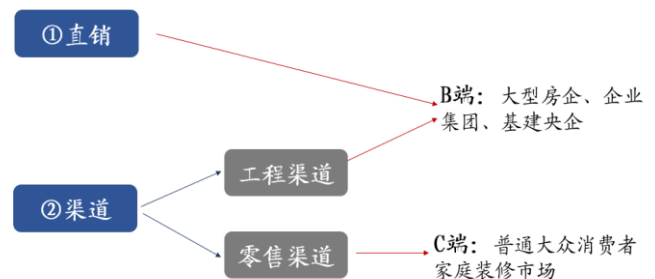 ①直销
B端：大型房企、企业
集团、基建央企
工程渠道
②渠道
零售渠道
C端：普通大众消费者
家庭装修市场